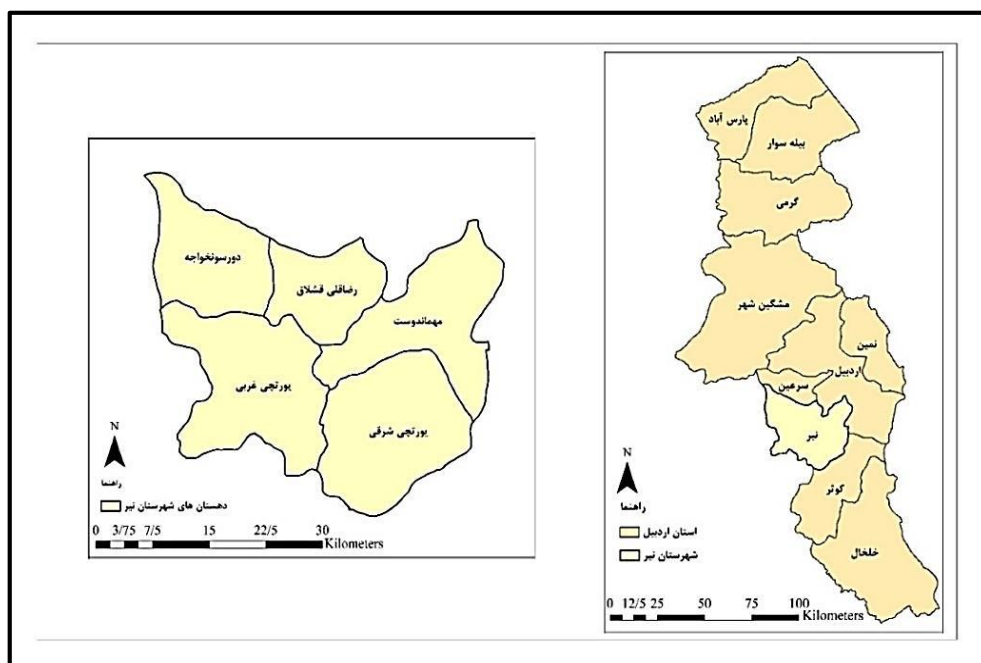 پارس آباد
بیله سوار
گرمی
مشگین شهر
نمین
اردبیل
سرعین
نیر
کوثر
خلخال
N
راهنما
استان اردبیل
شهرستان نیر
0 12/5 25 50 75 100
Kilometers
دورسونخواجه
رضاقلی قشلاق
مهماندوست
یورتچی غربی
یورتچی شرقی
N
راهنما
دهستان های شهرستان نیر
0 3/75 7/5 15 22/5 30
Kilometers